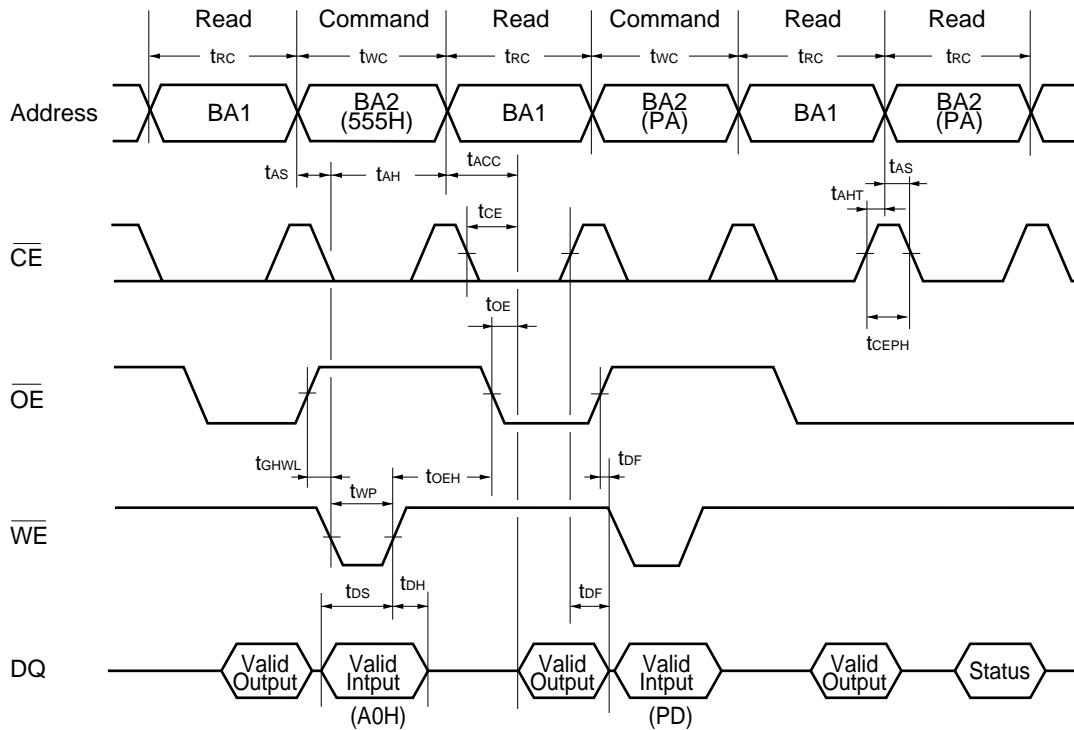 Read Command Read Command Read Read
tRC tWC tRC tWC tRC tRC
Address BA1 BA2 (555H) BA1 BA2 (PA) BA1 BA2 (PA)
tAS tAH tACC tAHT tAS
CE tCE
tOE tCEPH
OE
tGHWL tWP tOEH tDF
WE
tDS tDH tDF
DQ Valid Output Valid Intput Valid Output Valid Intput Valid Output Status
(A0H) (PD)